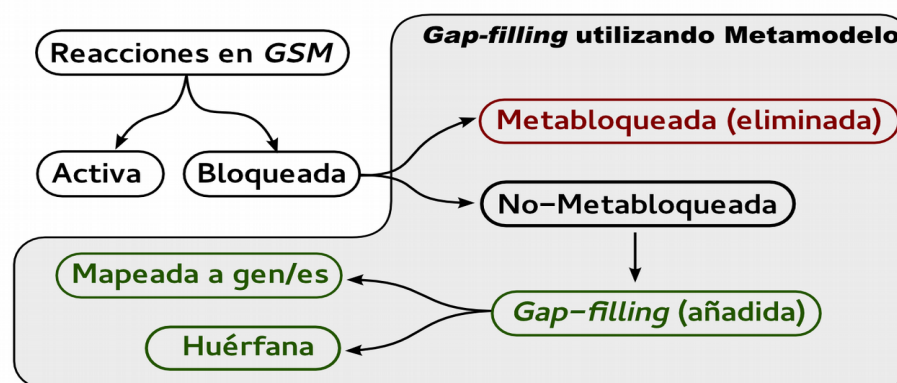 Gap-filling utilizando Metamodelo
Reacciones en GSM
Metabloqueada (eliminada)
Activa
Bloqueada
No-Metabloqueada
Mapeada a gen/es
Gap-filling (añadida)
Huérfana